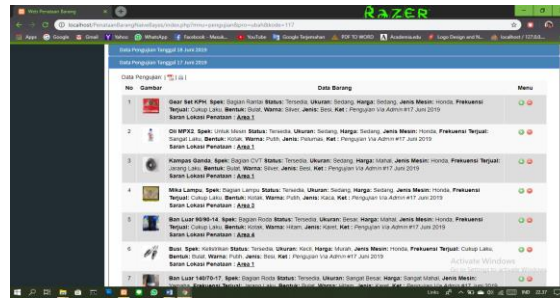 Web Penataan Barang
RAZER
localhost/PenataanBarangNaiveBayes/index.php?menu=pengujian&pro=ubah&kode=117
Apps Google Gmail Yahoo WhatsApp Facebook - Masuk... YouTube Google Terjemahan PDF TO WORD Academia.edu Logo Design and N... localhost / 127.0.0...
Data Pengujian Tanggal 18 Juni 2019
Data Pengujian Tanggal 17 Juni 2019
Data Pengujian |
No Gambar Data Barang Menu
1 Gear Set KPH, Spek: Bagian Rantai Status: Tersedia, Ukuran: Sedang, Harga: Sedang, Jenis Mesin: Honda, Frekuensi
Terjual: Cukup Laku, Bentuk: Bulat, Warna: Silver, Jenis: Besi, Ket : Pengujian Via Admin #17 Juni 2019
Saran Lokasi Penataan : Area 1
2 Oli MPX2, Spek: Untuk Mesin Status: Tersedia, Ukuran: Sedang, Harga: Sedang, Jenis Mesin: Honda, Frekuensi Terjual:
Sangat Laku, Bentuk: Kotak, Warna: Putih, Jenis: Pelumas, Ket : Pengujian Via Admin #17 Juni 2019
Saran Lokasi Penataan : Area 1
3 Kampas Ganda, Spek: Bagian CVT Status: Tersedia, Ukuran: Sedang, Harga: Mahal, Jenis Mesin: Honda, Frekuensi Terjual:
Jarang Laku, Bentuk: Bulat, Warna: Silver, Jenis: Besi, Ket : Pengujian Via Admin #17 Juni 2019
Saran Lokasi Penataan :
4 Mika Lampu, Spek: Bagian Lampu Status: Tersedia, Ukuran: Sedang, Harga: Sedang, Jenis Mesin: Honda, Frekuensi
Terjual: Cukup Laku, Bentuk: Kotak, Warna: Putih, Jenis: Kaca, Ket : Pengujian Via Admin #17 Juni 2019
Saran Lokasi Penataan :
5 Ban Luar 90/90-14, Spek: Bagian Roda Status: Tersedia, Ukuran: Besar, Harga: Mahal, Jenis Mesin: Honda, Frekuensi
Terjual: Cukup Laku, Bentuk: Bulat, Warna: Hitam, Jenis: Karet, Ket : Pengujian Via Admin #17 Juni 2019
Saran Lokasi Penataan :
6 Busi, Spek: Kelistrikan Status: Tersedia, Ukuran: Kecil, Harga: Murah, Jenis Mesin: Honda, Frekuensi Terjual: Cukup Laku,
Bentuk: Bulat, Warna: Putih, Jenis: Besi, Ket : Pengujian Via Admin #17 Juni 2019
Saran Lokasi Penataan :
Activate Windows
7 Ban Luar 140/70-17, Spek: Bagian Roda Status: Tersedia, Ukuran: Sangat Besar, Harga: Sangat Mahal, Jenis Mesin:
22.37